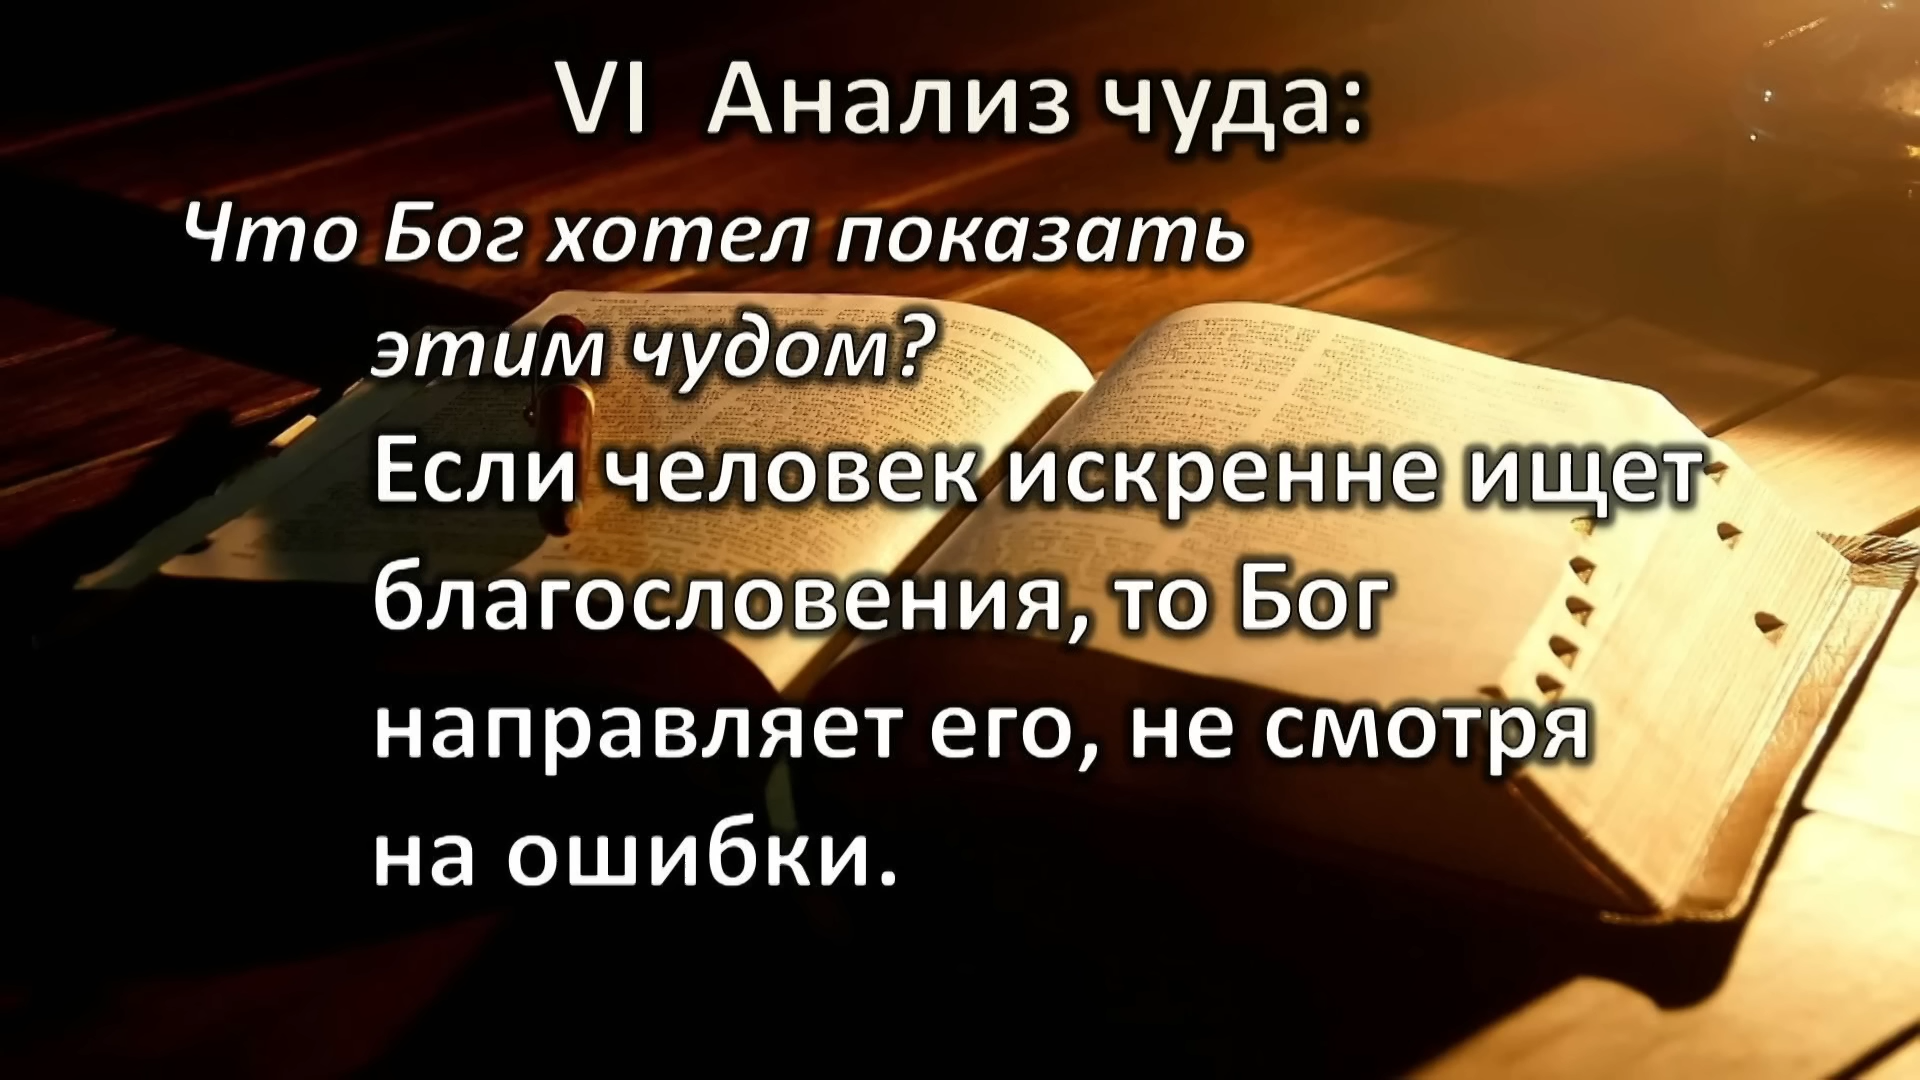 VI Анализ чуда:
Что Бог хотел показать
этим чудом?
Если человек искренне ищет
благословения, то Бог
направляет его, не смотря
на ошибки.